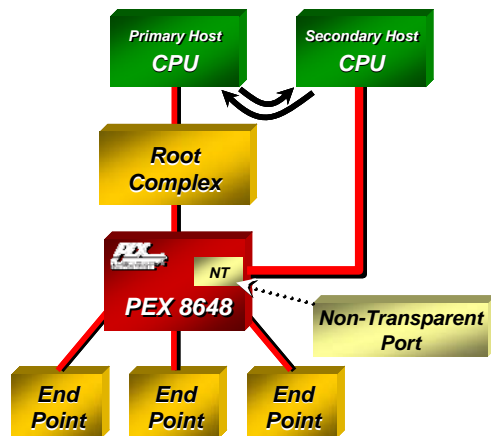 Primary Host
CPU
Secondary Host
CPU
Root
Complex
PEX
NT
PEX 8648
Non-Transparent
Port
End
Point
End
Point
End
Point